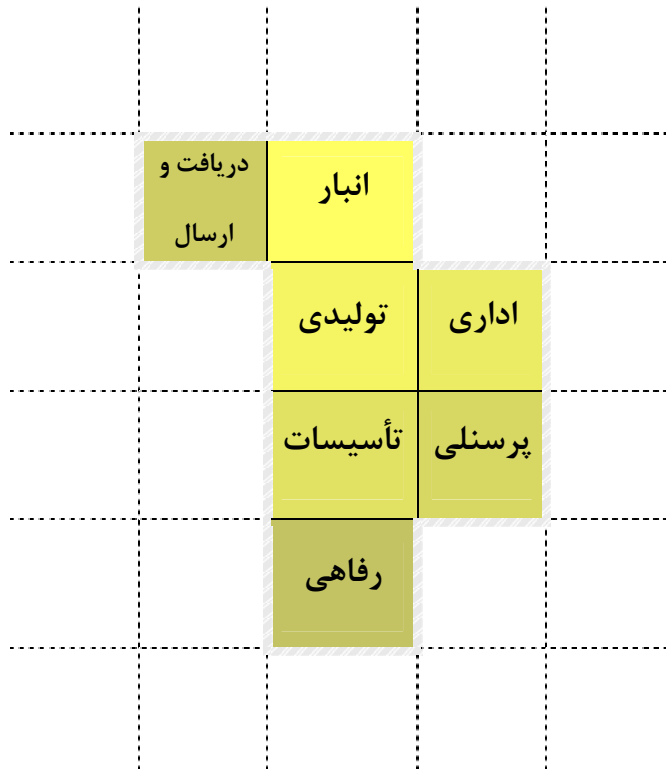 انبار
دریافت و
ارسال
اداری
تولیدی
پرسنلی
تأسیسات
رفاهی